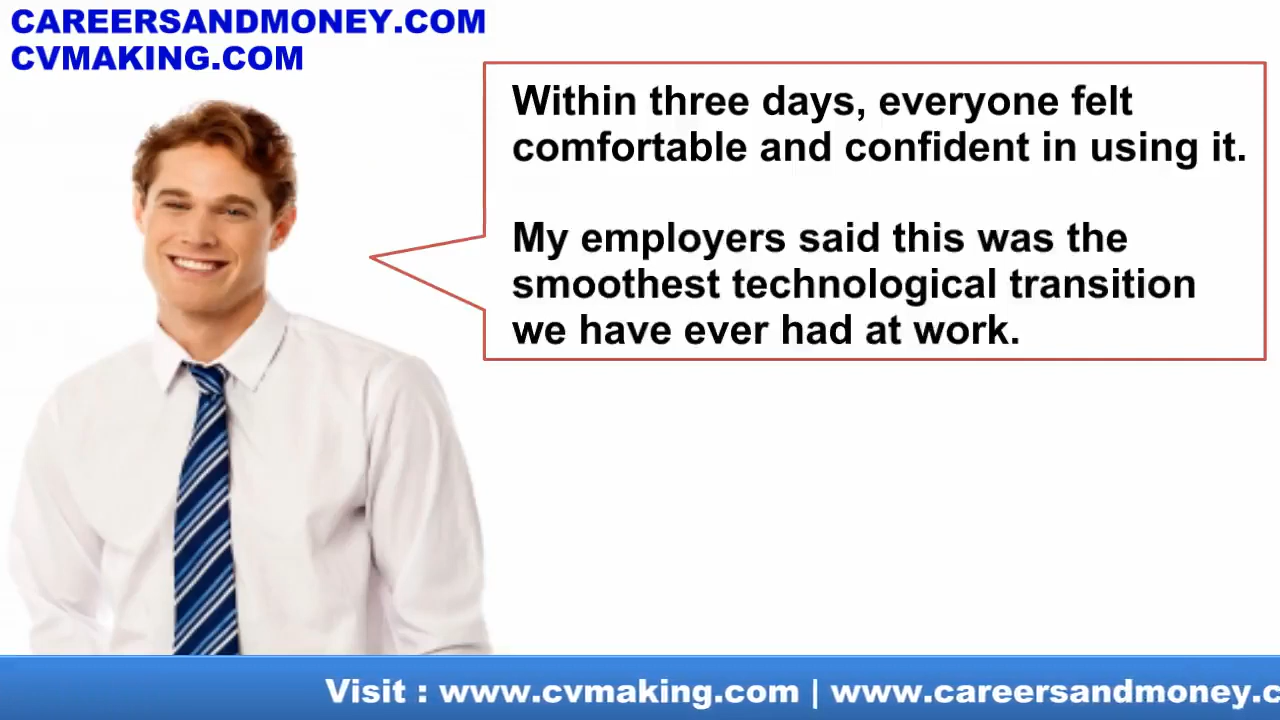 CAREERSANDMONEY.COM
CVMAKING.COM
Within three days, everyone felt
comfortable and confident in using it.
My employers said this was the
smoothest technological transition
we have ever had at work.
Visit : www.cvmaking.com | www.careersandmoney.c